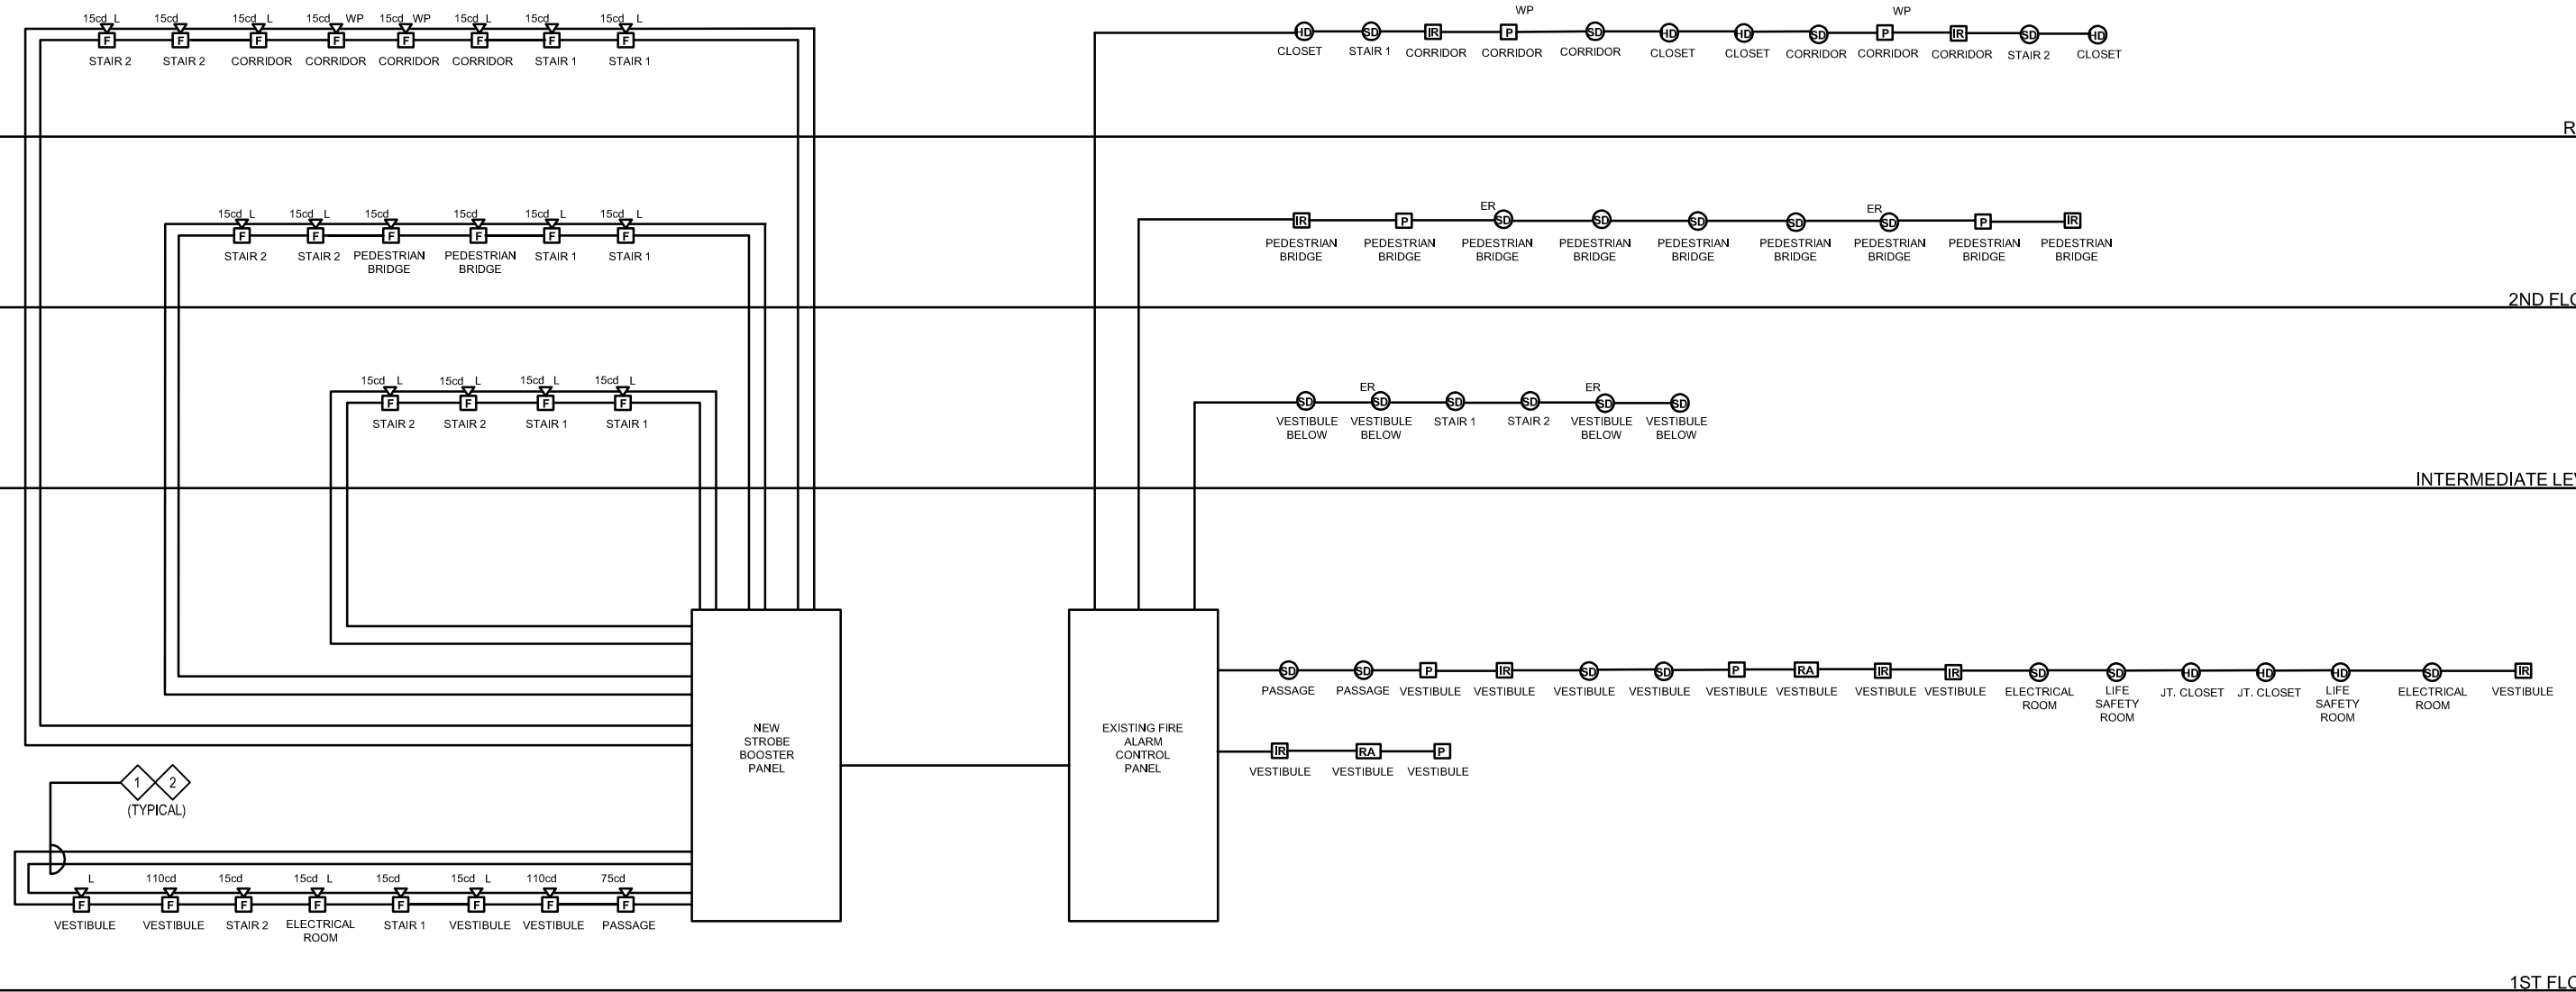 15cd L 15cd 15cd L 15cd WP 15cd WP 15cd L 15cd 15cd L
F F F F F F F F
STAIR 2 STAIR 2 CORRIDOR CORRIDOR CORRIDOR CORRIDOR STAIR 1 STAIR 1
WP WP
HD SD IR P SD HD HD SD P IR SD HD
CLOSET STAIR 1 CORRIDOR CORRIDOR CORRIDOR CLOSET CLOSET CORRIDOR CORRIDOR CORRIDOR STAIR 2 CLOSET
R
15cd L 15cd L 15cd 15cd 15cd L 15cd L
F F F F F F
STAIR 2 STAIR 2 PEDESTRIAN PEDESTRIAN STAIR 1 STAIR 1
BRIDGE BRIDGE
ER ER
IR P SD SD SD SD SD P IR
PEDESTRIAN PEDESTRIAN PEDESTRIAN PEDESTRIAN PEDESTRIAN PEDESTRIAN PEDESTRIAN PEDESTRIAN PEDESTRIAN
BRIDGE BRIDGE BRIDGE BRIDGE BRIDGE BRIDGE BRIDGE BRIDGE BRIDGE
2ND FLO
15cd L 15cd L 15cd L 15cd L
F F F F
STAIR 2 STAIR 2 STAIR 1 STAIR 1
ER ER
SD SD SD SD SD SD
VESTIBULE VESTIBULE STAIR 1 STAIR 2 VESTIBULE VESTIBULE
BELOW BELOW BELOW BELOW
INTERMEDIATE LEV
NEW
STROBE
BOOSTER
PANEL
EXISTING FIRE
ALARM
CONTROL
PANEL
SD SD P IR SD SD P RA IR IR SD SD HD HD HD SD IR
PASSAGE PASSAGE VESTIBULE VESTIBULE VESTIBULE VESTIBULE VESTIBULE VESTIBULE VESTIBULE VESTIBULE ELECTRICAL LIFE JT. CLOSET JT. CLOSET LIFE ELECTRICAL VESTIBULE
ROOM SAFETY SAFETY ROOM
ROOM ROOM
IR RA P
VESTIBULE VESTIBULE VESTIBULE
1 2
(TYPICAL)
L 110cd 15cd 15cd L 15cd 15cd L 110cd 75cd
F F F F F F F F
VESTIBULE VESTIBULE STAIR 2 ELECTRICAL STAIR 1 VESTIBULE VESTIBULE PASSAGE
ROOM
1ST FLO